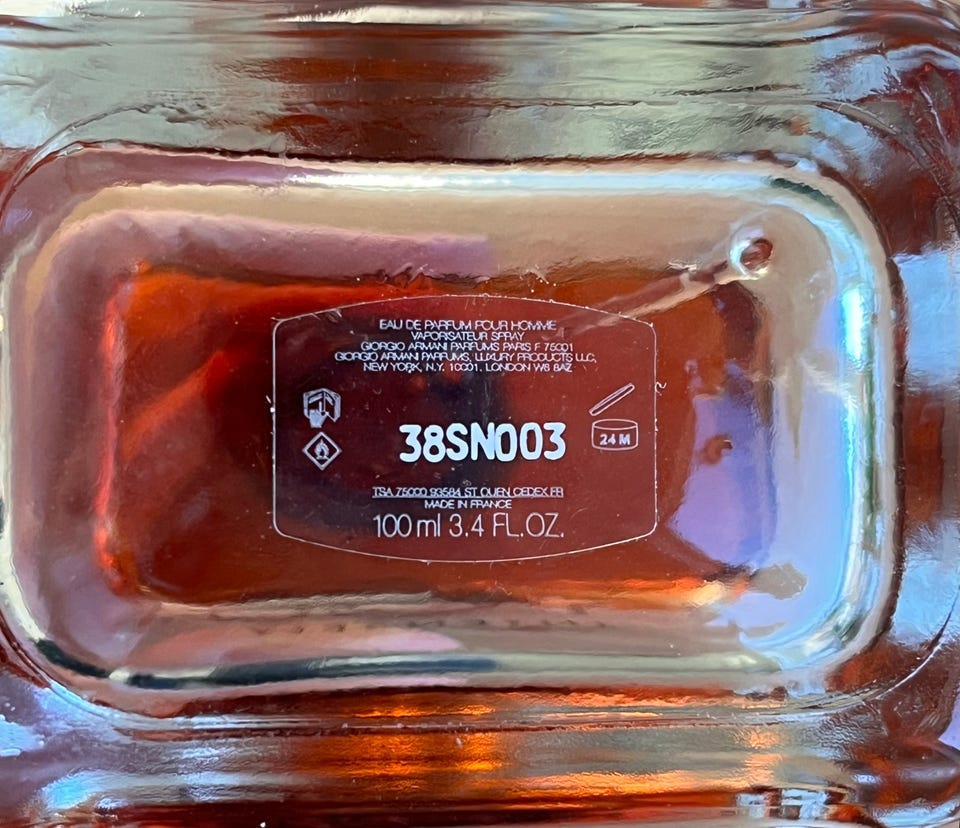 EAU DE PARFUM POUR HOMME
VAPORISATEUR SPRAY
GIORGIO ARMANI PARFUMS PARIS F 75001
GIORGIO ARMANI PARFUMS, LUXURY PRODUCTS LLC,
NEW YORK, N.Y. 10001. LONDON W6 8AZ
38SN003
24 M
TSA 75000 93584 ST OUEN CEDEX FR
MADE IN FRANCE
100 ml 3.4 FL.OZ.